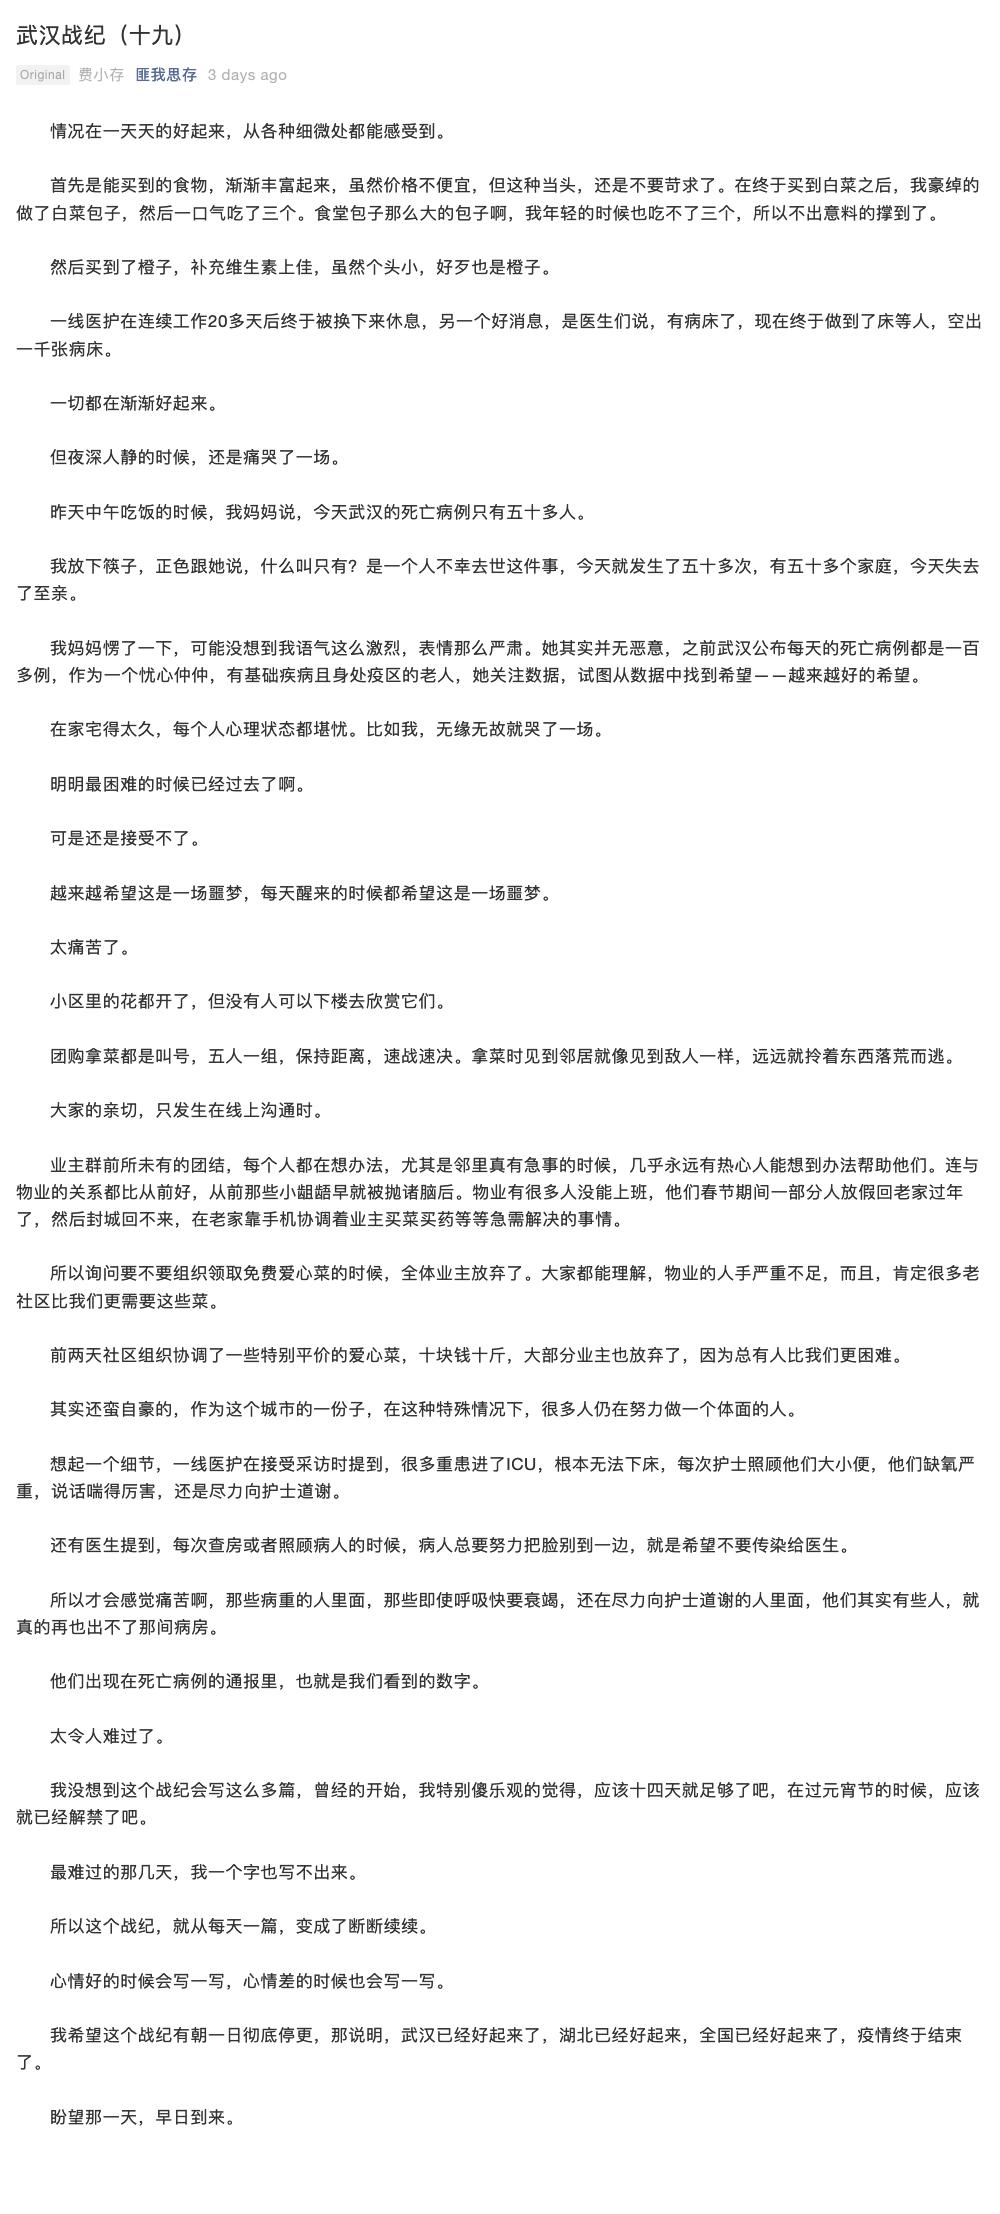 武汉战纪（十九）
Original 费小存 匪我思存 3 days ago
情况在一天天的好起来，从各种细微处都能感受到。
首先是能买到的食物，渐渐丰富起来，虽然价格不便宜，但这种当头，还是不要苛求了。在终于买到白菜之后，我豪绰的
做了白菜包子，然后一口气吃了三个。食堂包子那么大的包子啊，我年轻的时候也吃不了三个，所以不出意料的撑到了。
然后买到了橙子，补充维生素上佳，虽然个头小，好歹也是橙子。
一线医护在连续工作20多天后终于被换下来休息，另一个好消息，是医生们说，有病床了，现在终于做到了床等人，空出
一千张病床。
一切都在渐渐好起来。
但夜深人静的时候，还是痛哭了一场。
昨天中午吃饭的时候，我妈妈说，今天武汉的死亡病例只有五十多人。
我放下筷子，正色跟她说，什么叫只有？是一个人不幸去世这件事，今天就发生了五十多次，有五十多个家庭，今天失去
了至亲。
我妈妈愣了一下，可能没想到我语气这么激烈，表情那么严肃。她其实并无恶意，之前武汉公布每天的死亡病例都是一百
多例，作为一个忧心忡忡，有基础疾病且身处疫区的老人，她关注数据，试图从数据中找到希望——越来越好的希望。
在家宅得太久，每个人心理状态都堪忧。比如我，无缘无故就哭了一场。
明明最困难的时候已经过去了啊。
可是还是接受不了。
越来越希望这是一场噩梦，每天醒来的时候都希望这是一场噩梦。
太痛苦了。
小区里的花都开了，但没有人可以下楼去欣赏它们。
团购拿菜都是叫号，五人一组，保持距离，速战速决。拿菜时见到邻居就像见到敌人一样，远远就拎着东西落荒而逃。
大家的亲切，只发生在线上沟通时。
业主群前所未有的团结，每个人都在想办法，尤其是邻里真有急事的时候，几乎永远有热心人能想到办法帮助他们。连与
物业的关系都比从前好，从前那些小龃龉早就被抛诸脑后。物业有很多人没能上班，他们春节期间一部分人放假回老家过年
了，然后封城回不来，在老家靠手机协调着业主买菜买药等等急需解决的事情。
所以询问要不要组织领取免费爱心菜的时候，全体业主放弃了。大家都能理解，物业的人手严重不足，而且，肯定很多老
社区比我们更需要这些菜。
前两天社区组织协调了一些特别平价的爱心菜，十块钱十斤，大部分业主也放弃了，因为总有人比我们更困难。
其实还蛮自豪的，作为这个城市的一份子，在这种特殊情况下，很多人仍在努力做一个体面的人。
想起一个细节，一线医护在接受采访时提到，很多重患进了ICU，根本无法下床，每次护士照顾他们大小便，他们缺氧严
重，说话喘得厉害，还是尽力向护士道谢。
还有医生提到，每次查房或者照顾病人的时候，病人总要努力把脸别到一边，就是希望不要传染给医生。
所以才会感觉痛苦啊，那些病重的人里面，那些即使呼吸快要衰竭，还在尽力向护士道谢的人里面，他们其实有些人，就
真的再也出不了那间病房。
他们出现在死亡病例的通报里，也就是我们看到的数字。
太令人难过了。
我没想到这个战纪会写这么多篇，曾经的开始，我特别傻乐观的觉得，应该十四天就足够了吧，在过元宵节的时候，应该
就已经解禁了吧。
最难过的那几天，我一个字也写不出来。
所以这个战纪，就从每天一篇，变成了断断续续。
心情好的时候会写一写，心情差的时候也会写一写。
我希望这个战纪有朝一日彻底停更，那说明，武汉已经好起来了，湖北已经好起来，全国已经好起来了，疫情终于结束
了。
盼望那一天，早日到来。